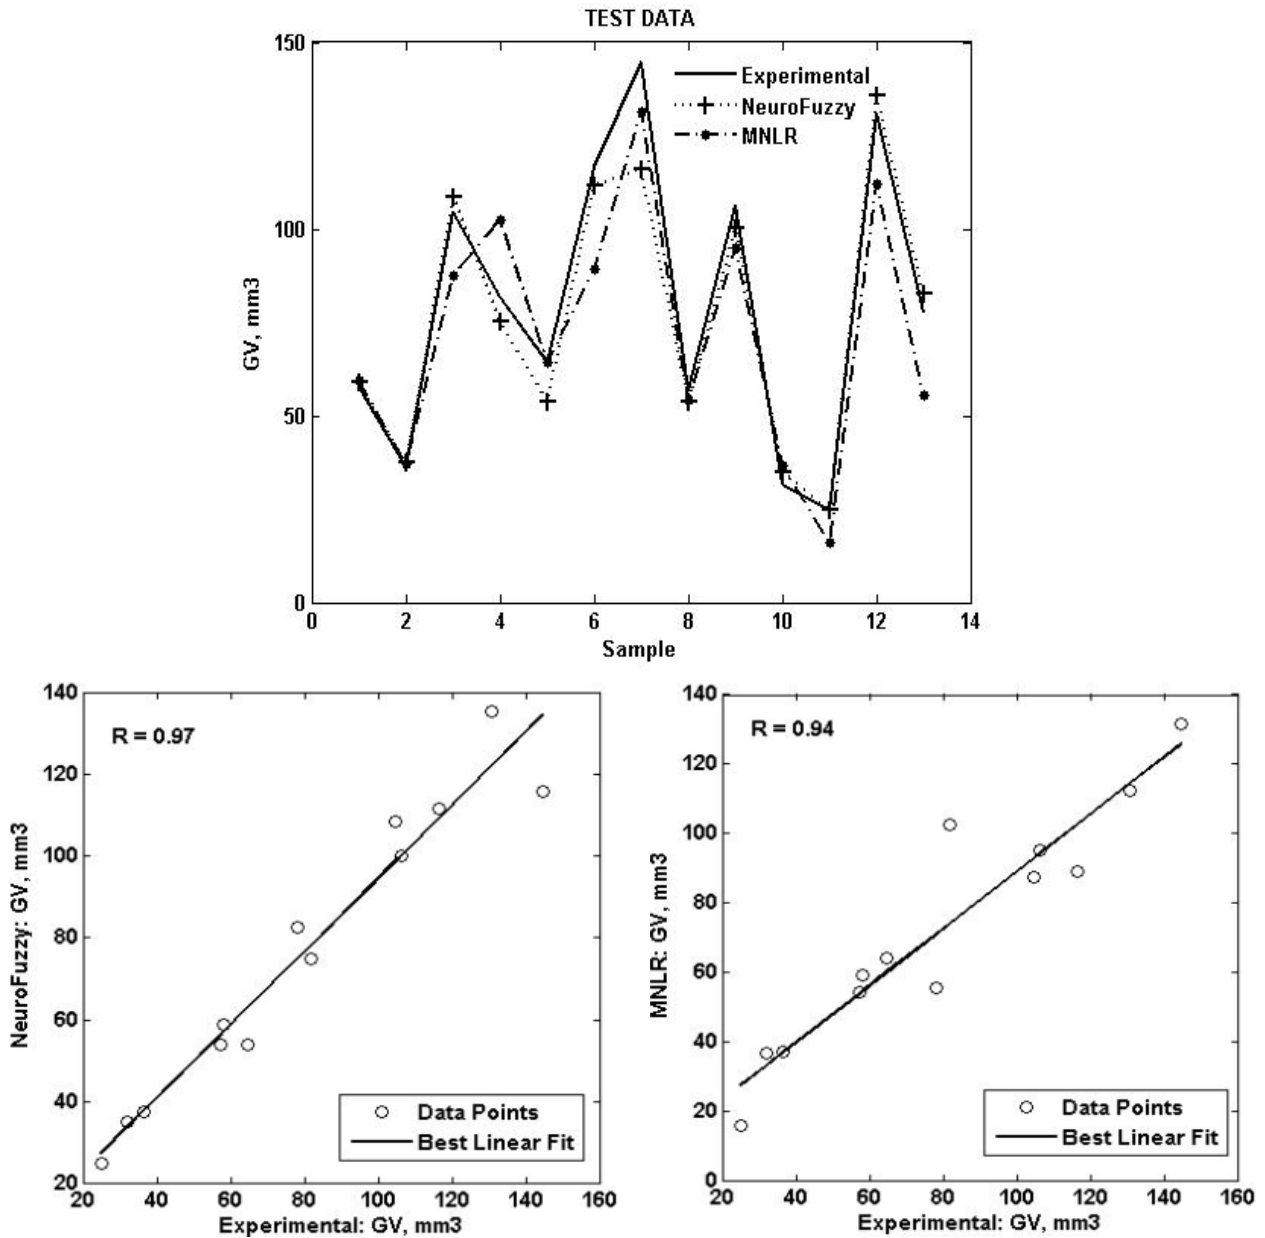 TEST DATA
150
100
50
0
GV, mm3
Experimental
NeuroFuzzy
MNLR
0 2 4 6 8 10 12 14
Sample
140
120
100
80
60
40
20
NeuroFuzzy: GV, mm3
R = 0.97
Data Points
Best Linear Fit
20 40 60 80 100 120 140 160
Experimental: GV, mm3
140
120
100
80
60
40
20
0
MNLR: GV, mm3
R = 0.94
Data Points
Best Linear Fit
20 40 60 80 100 120 140 160
Experimental: GV, mm3